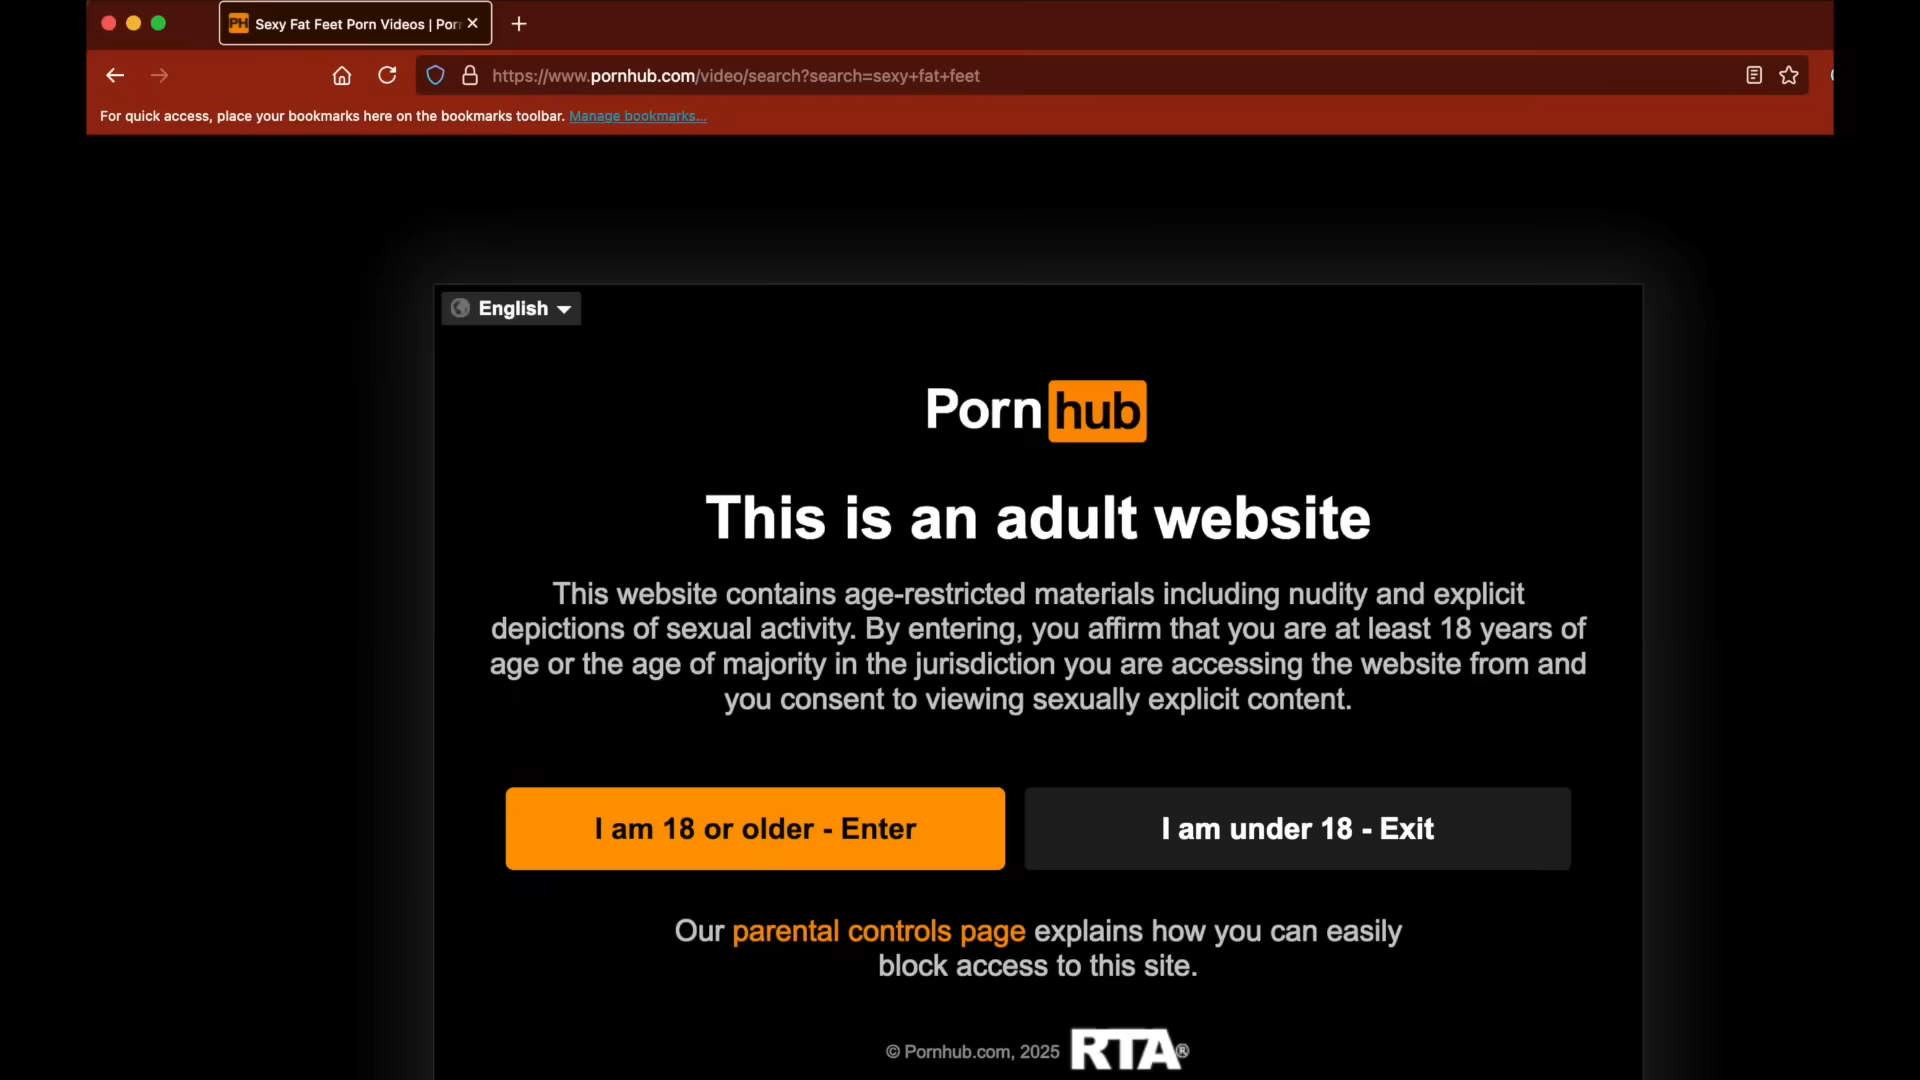 PH Sexy Fat Feet Porn Videos | Por
https://www.pornhub.com/video/search?search=sexy+fat+feet
For quick access, place your bookmarks here on the bookmarks toolbar. Manage bookmarks...
English
Pornhub
This is an adult website
This website contains age-restricted materials including nudity and explicit
depictions of sexual activity. By entering, you affirm that you are at least 18 years of
age or the age of majority in the jurisdiction you are accessing the website from and
you consent to viewing sexually explicit content.
I am 18 or older - Enter
I am under 18 - Exit
Our parental controls page explains how you can easily
block access to this site.
© Pornhub.com, 2025 RTA®